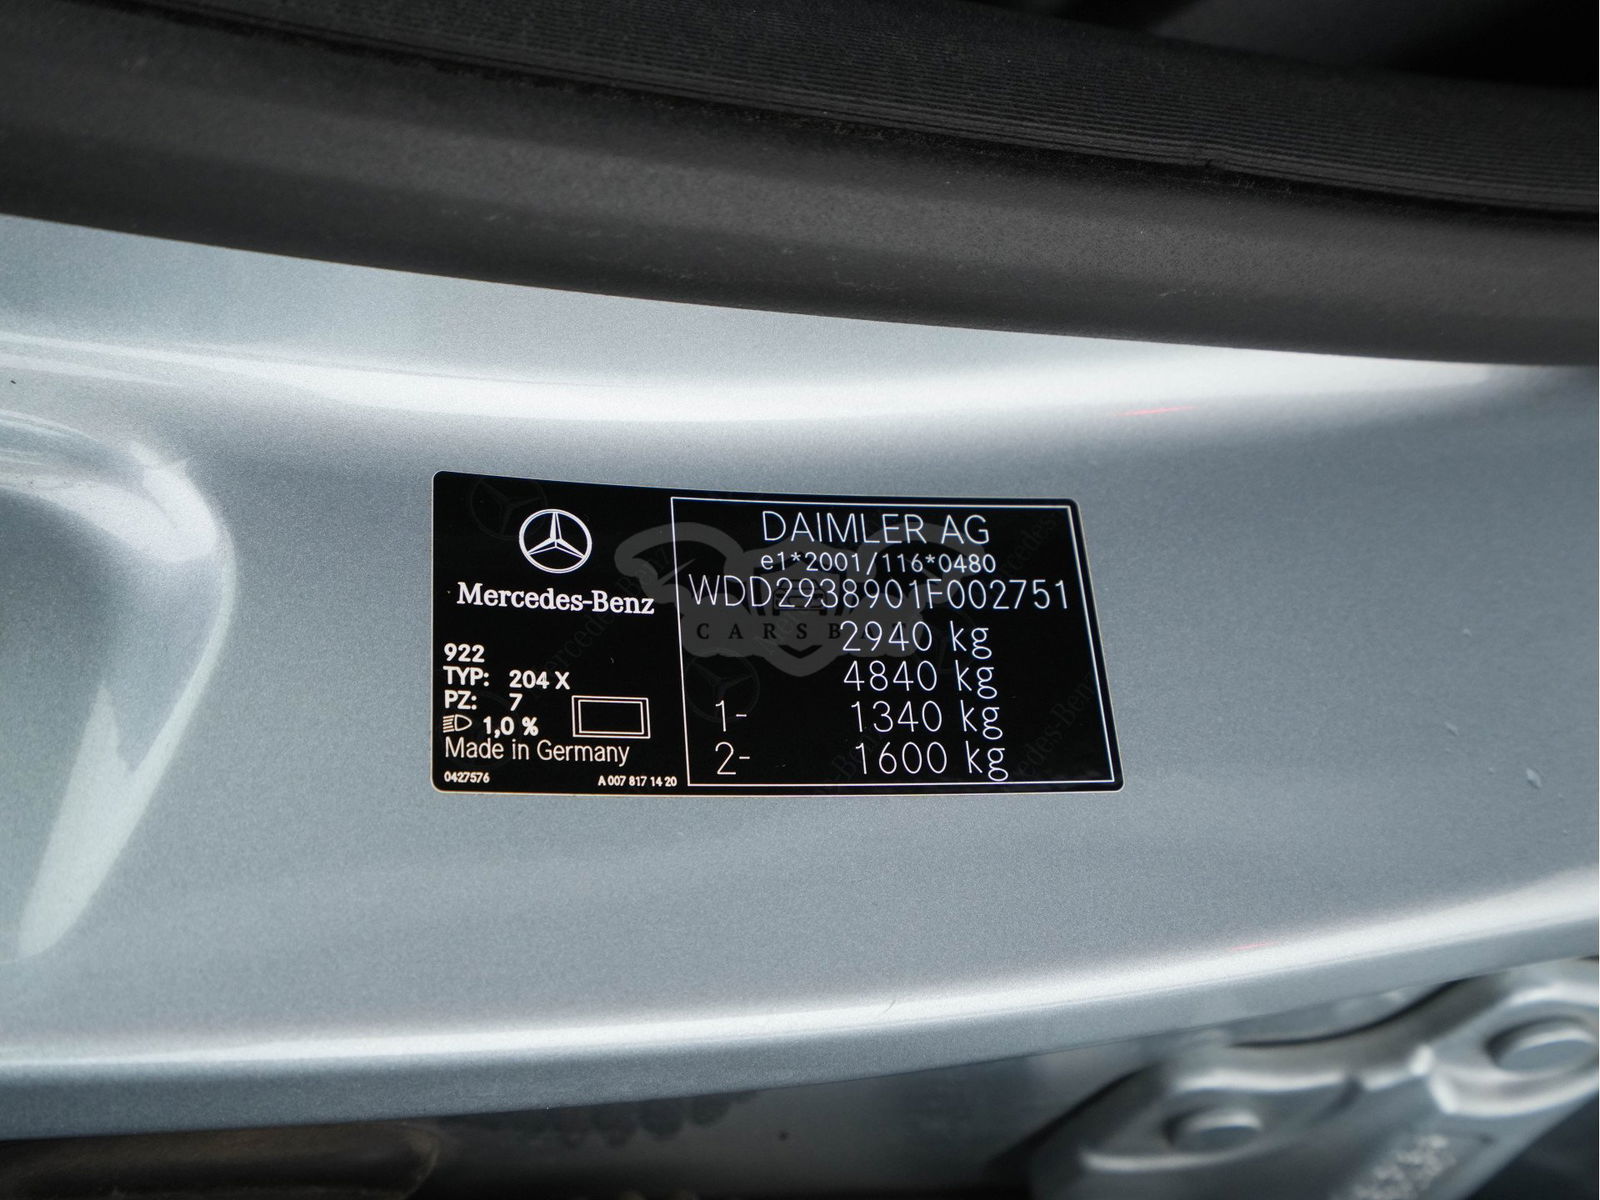 Mercedes-Benz
922
TYP: 204 X
PZ: 7
1,0 %
Made in Germany
0427576
A 007 817 14 20
DAIMLER AG
e1*2001/116*0480
WDD2938901F002751
2940 kg
4840 kg
1- 1340 kg
2- 1600 kg